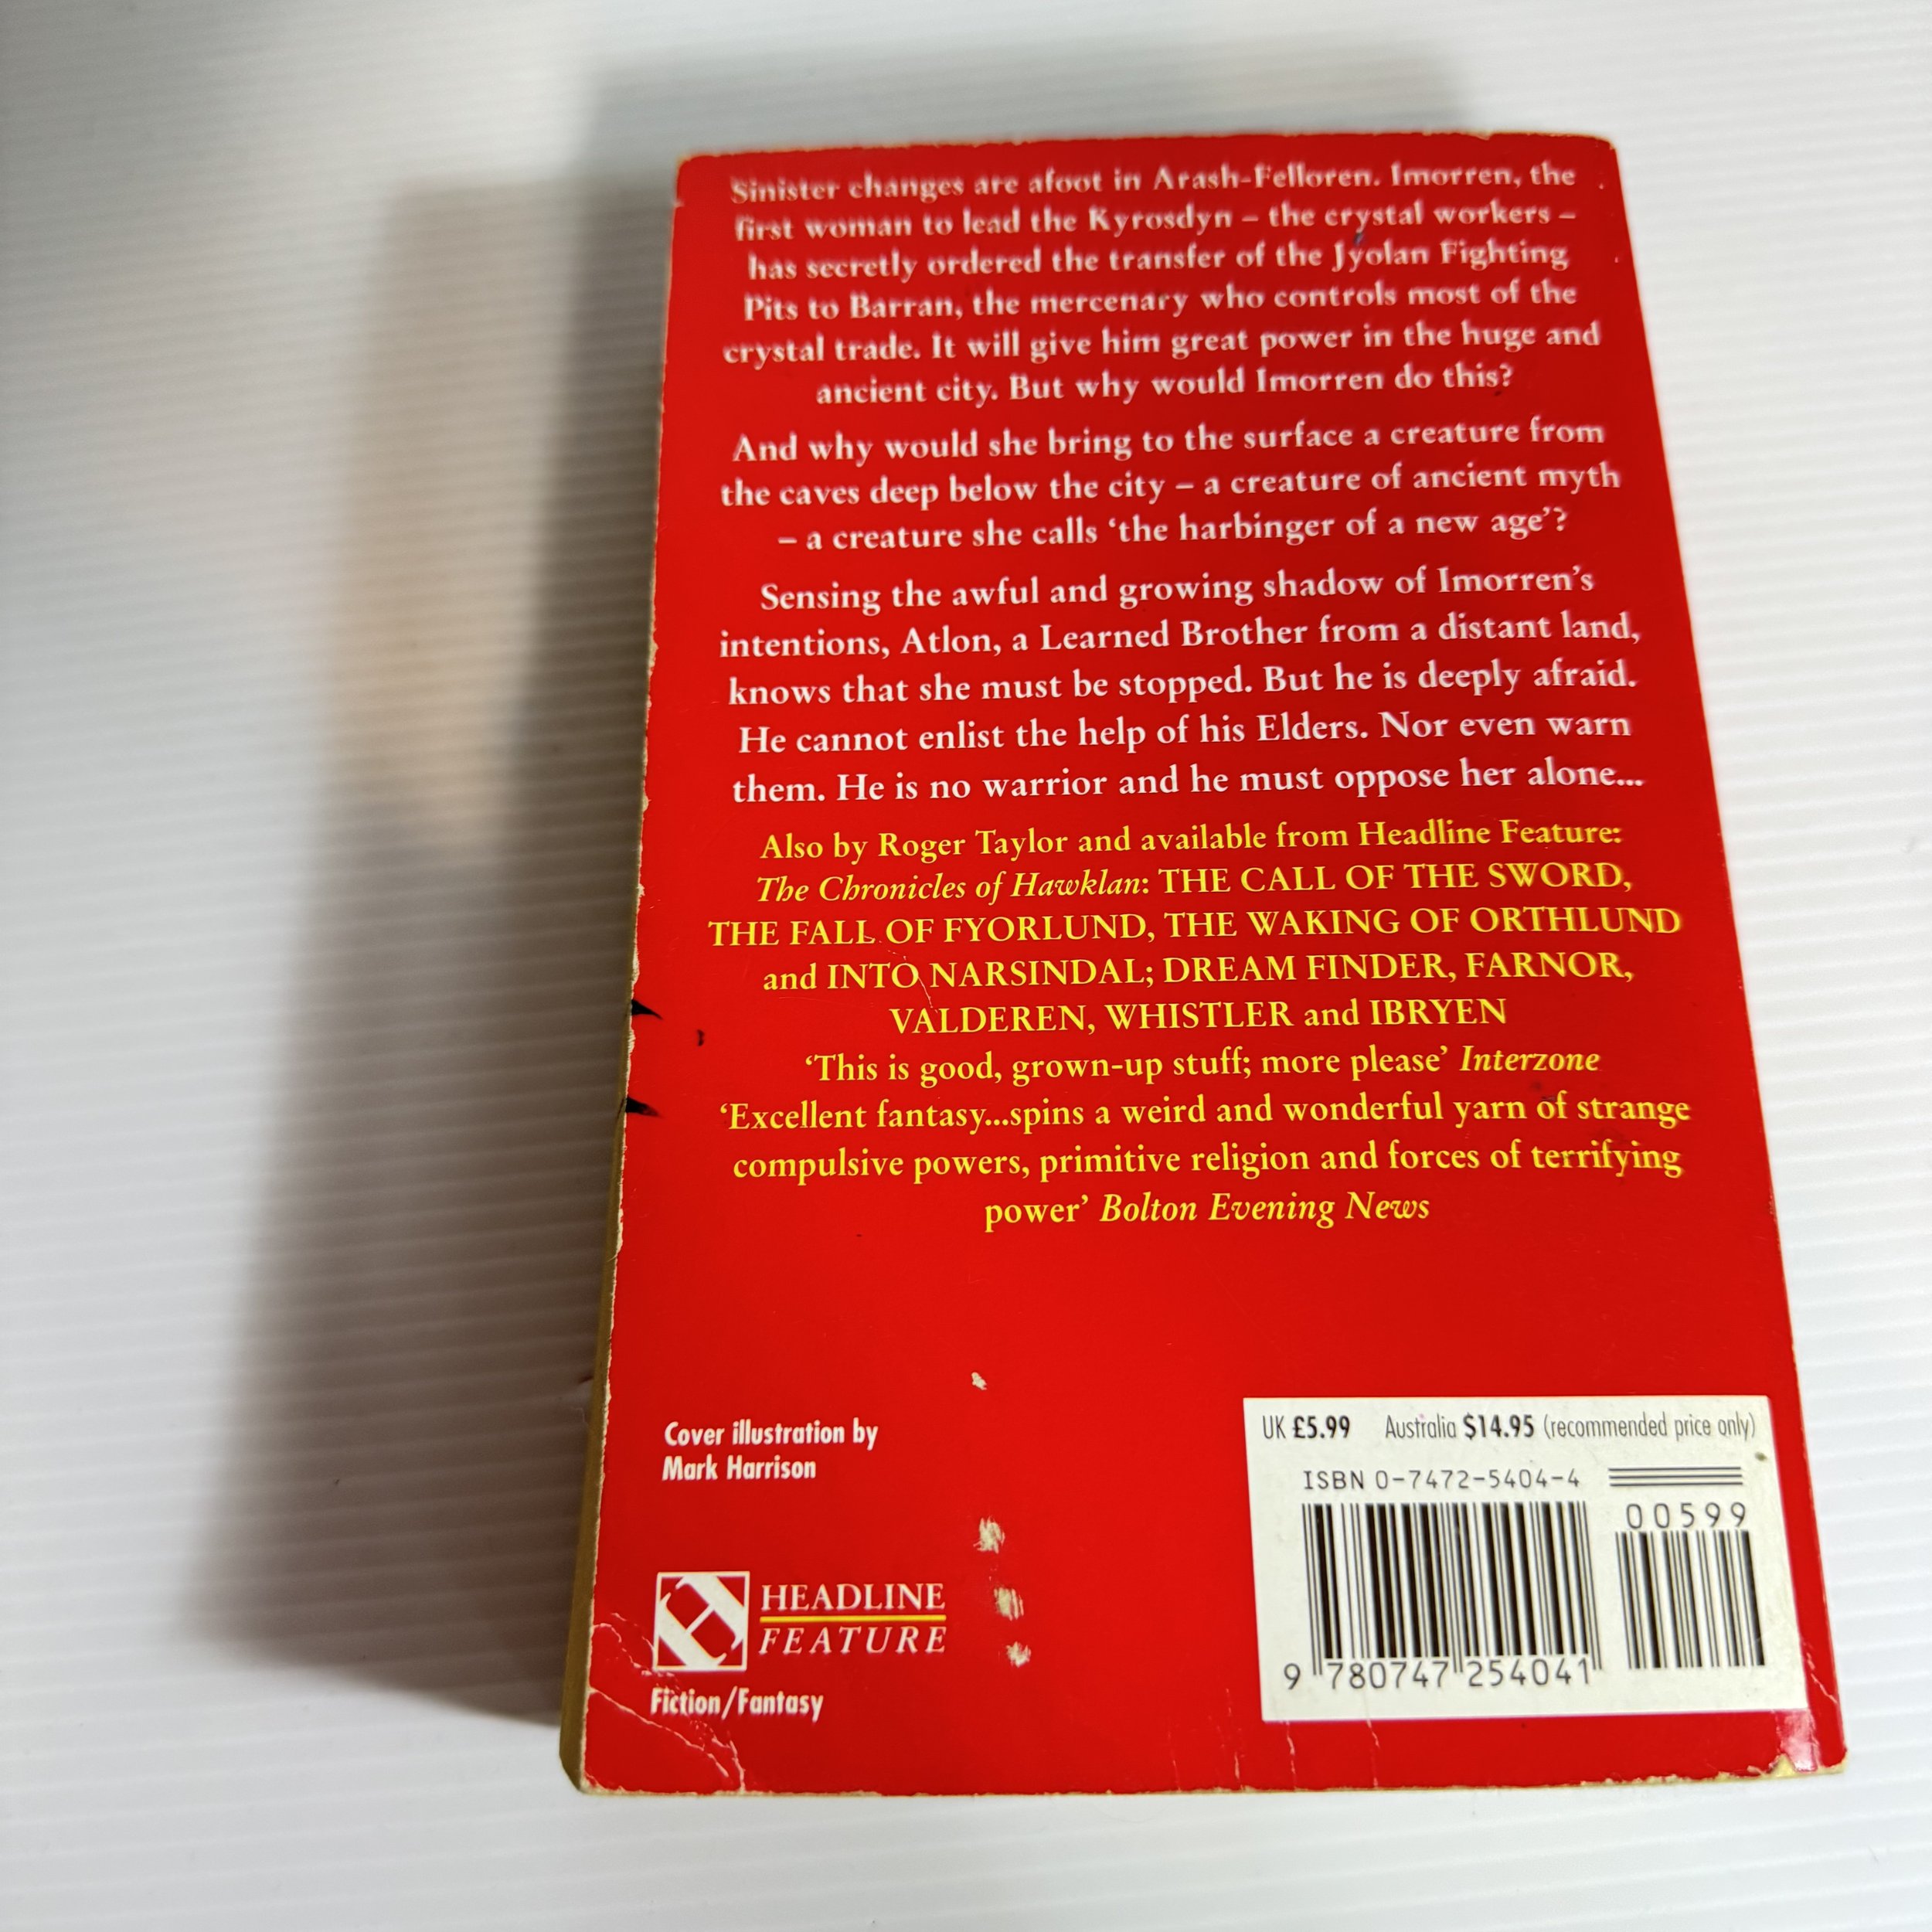 Sinister changes are afoot in Arash-Felloren. Imorren, the
first woman to lead the Kyrosdyn – the crystal workers –
has secretly ordered the transfer of the Jyolan Fighting
Pits to Barran, the mercenary who controls most of the
crystal trade. It will give him great power in the huge and
ancient city. But why would Imorren do this?
And why would she bring to the surface a creature from
the caves deep below the city – a creature of ancient myth
– a creature she calls ‘the harbinger of a new age’?
Sensing the awful and growing shadow of Imorren’s
intentions, Atlon, a Learned Brother from a distant land,
knows that she must be stopped. But he is deeply afraid.
He cannot enlist the help of his Elders. Nor even warn
them. He is no warrior and he must oppose her alone...
Also by Roger Taylor and available from Headline Feature:
The Chronicles of Hawklan: THE CALL OF THE SWORD,
THE FALL OF FYORLUND, THE WAKING OF ORTHLUND
and INTO NARSINDAL; DREAM FINDER, FARNOR,
VALDEREN, WHISTLER and IBRYEN
‘This is good, grown-up stuff; more please’ Interzone
‘Excellent fantasy...spins a weird and wonderful yarn of strange
compulsive powers, primitive religion and forces of terrifying
power’ Bolton Evening News
Cover illustration by
Mark Harrison
HEADLINE
FEATURE
Fiction/Fantasy
UK £5.99 Australia $14.95 (recommended price only)
ISBN 0-7472-5404-4
00599
9 780747 254041